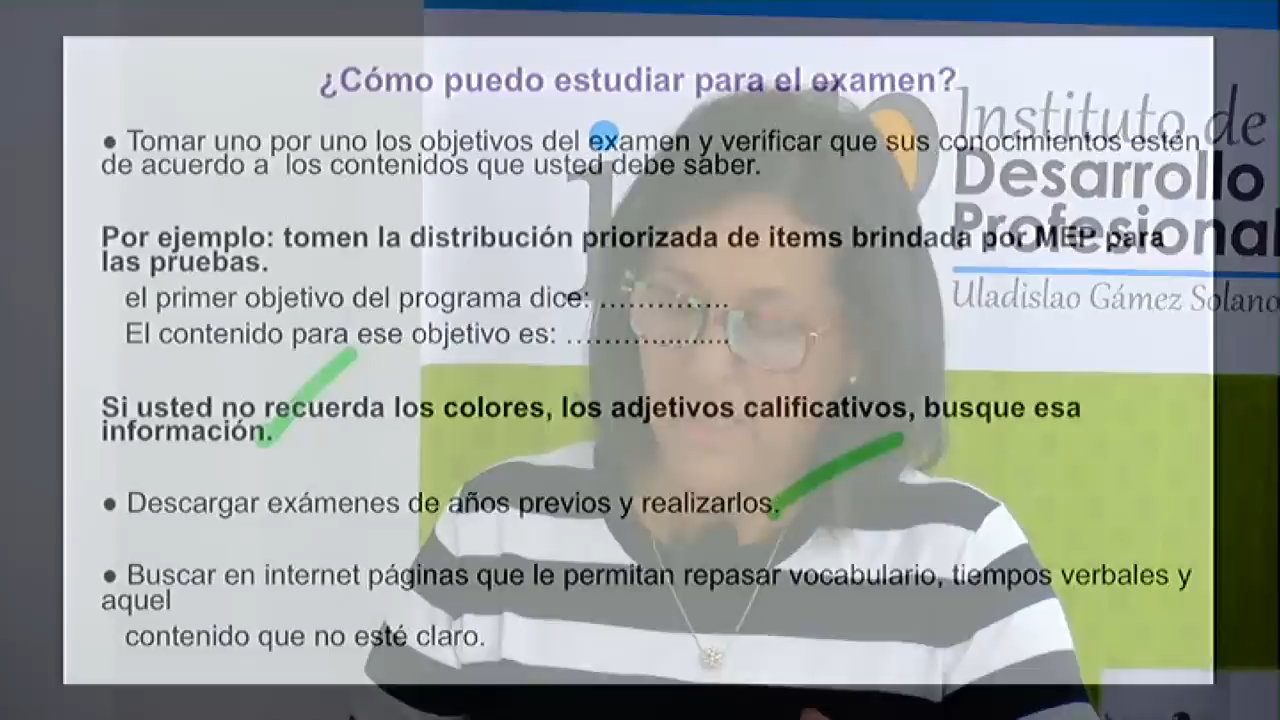 ¿Cómo puedo estudiar para el examen?
● Tomar uno por uno los objetivos del examen y verificar que sus conocimientos estén
de acuerdo a los contenidos que usted debe saber.
Por ejemplo: tomen la distribución priorizada de items brindada por MEP para
las pruebas.
el primer objetivo del programa dice: ..............
El contenido para ese objetivo es: ..................
Si usted no recuerda los colores, los adjetivos calificativos, busque esa
información.
● Descargar exámenes de años previos y realizarlos.
● Buscar en internet páginas que le permitan repasar vocabulario, tiempos verbales y
aquel
contenido que no esté claro.
Instituto de
Desarrollo
Profesional
Uladislao Gámez Solano